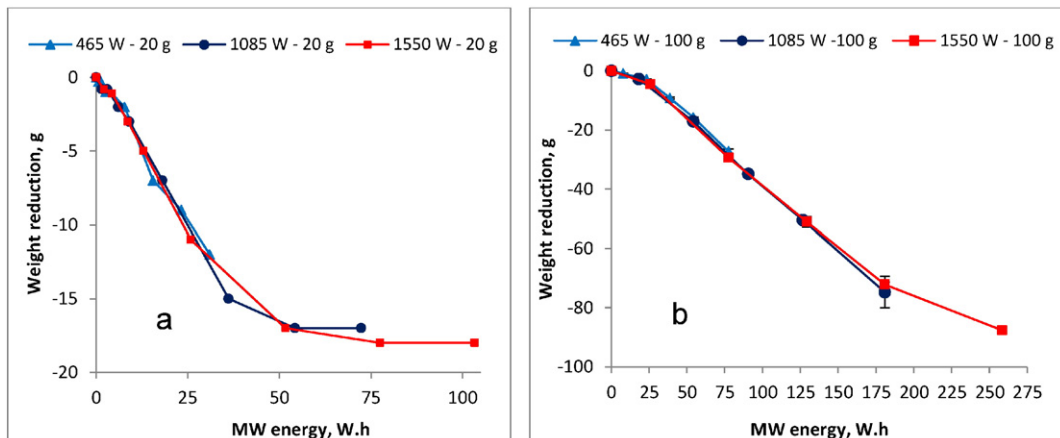 465 W - 20 g 1085 W - 20 g 1550 W - 20 g
0
-5
-10
-15
-20
Weight reduction, g
a
0 25 50 75 100
MW energy, W.h
465 W - 100 g 1085 W -100 g 1550 W - 100 g
0
-20
-40
-60
-80
-100
Weight reduction, g
b
0 25 50 75 100 125 150 175 200 225 250 275
MW energy, W.h